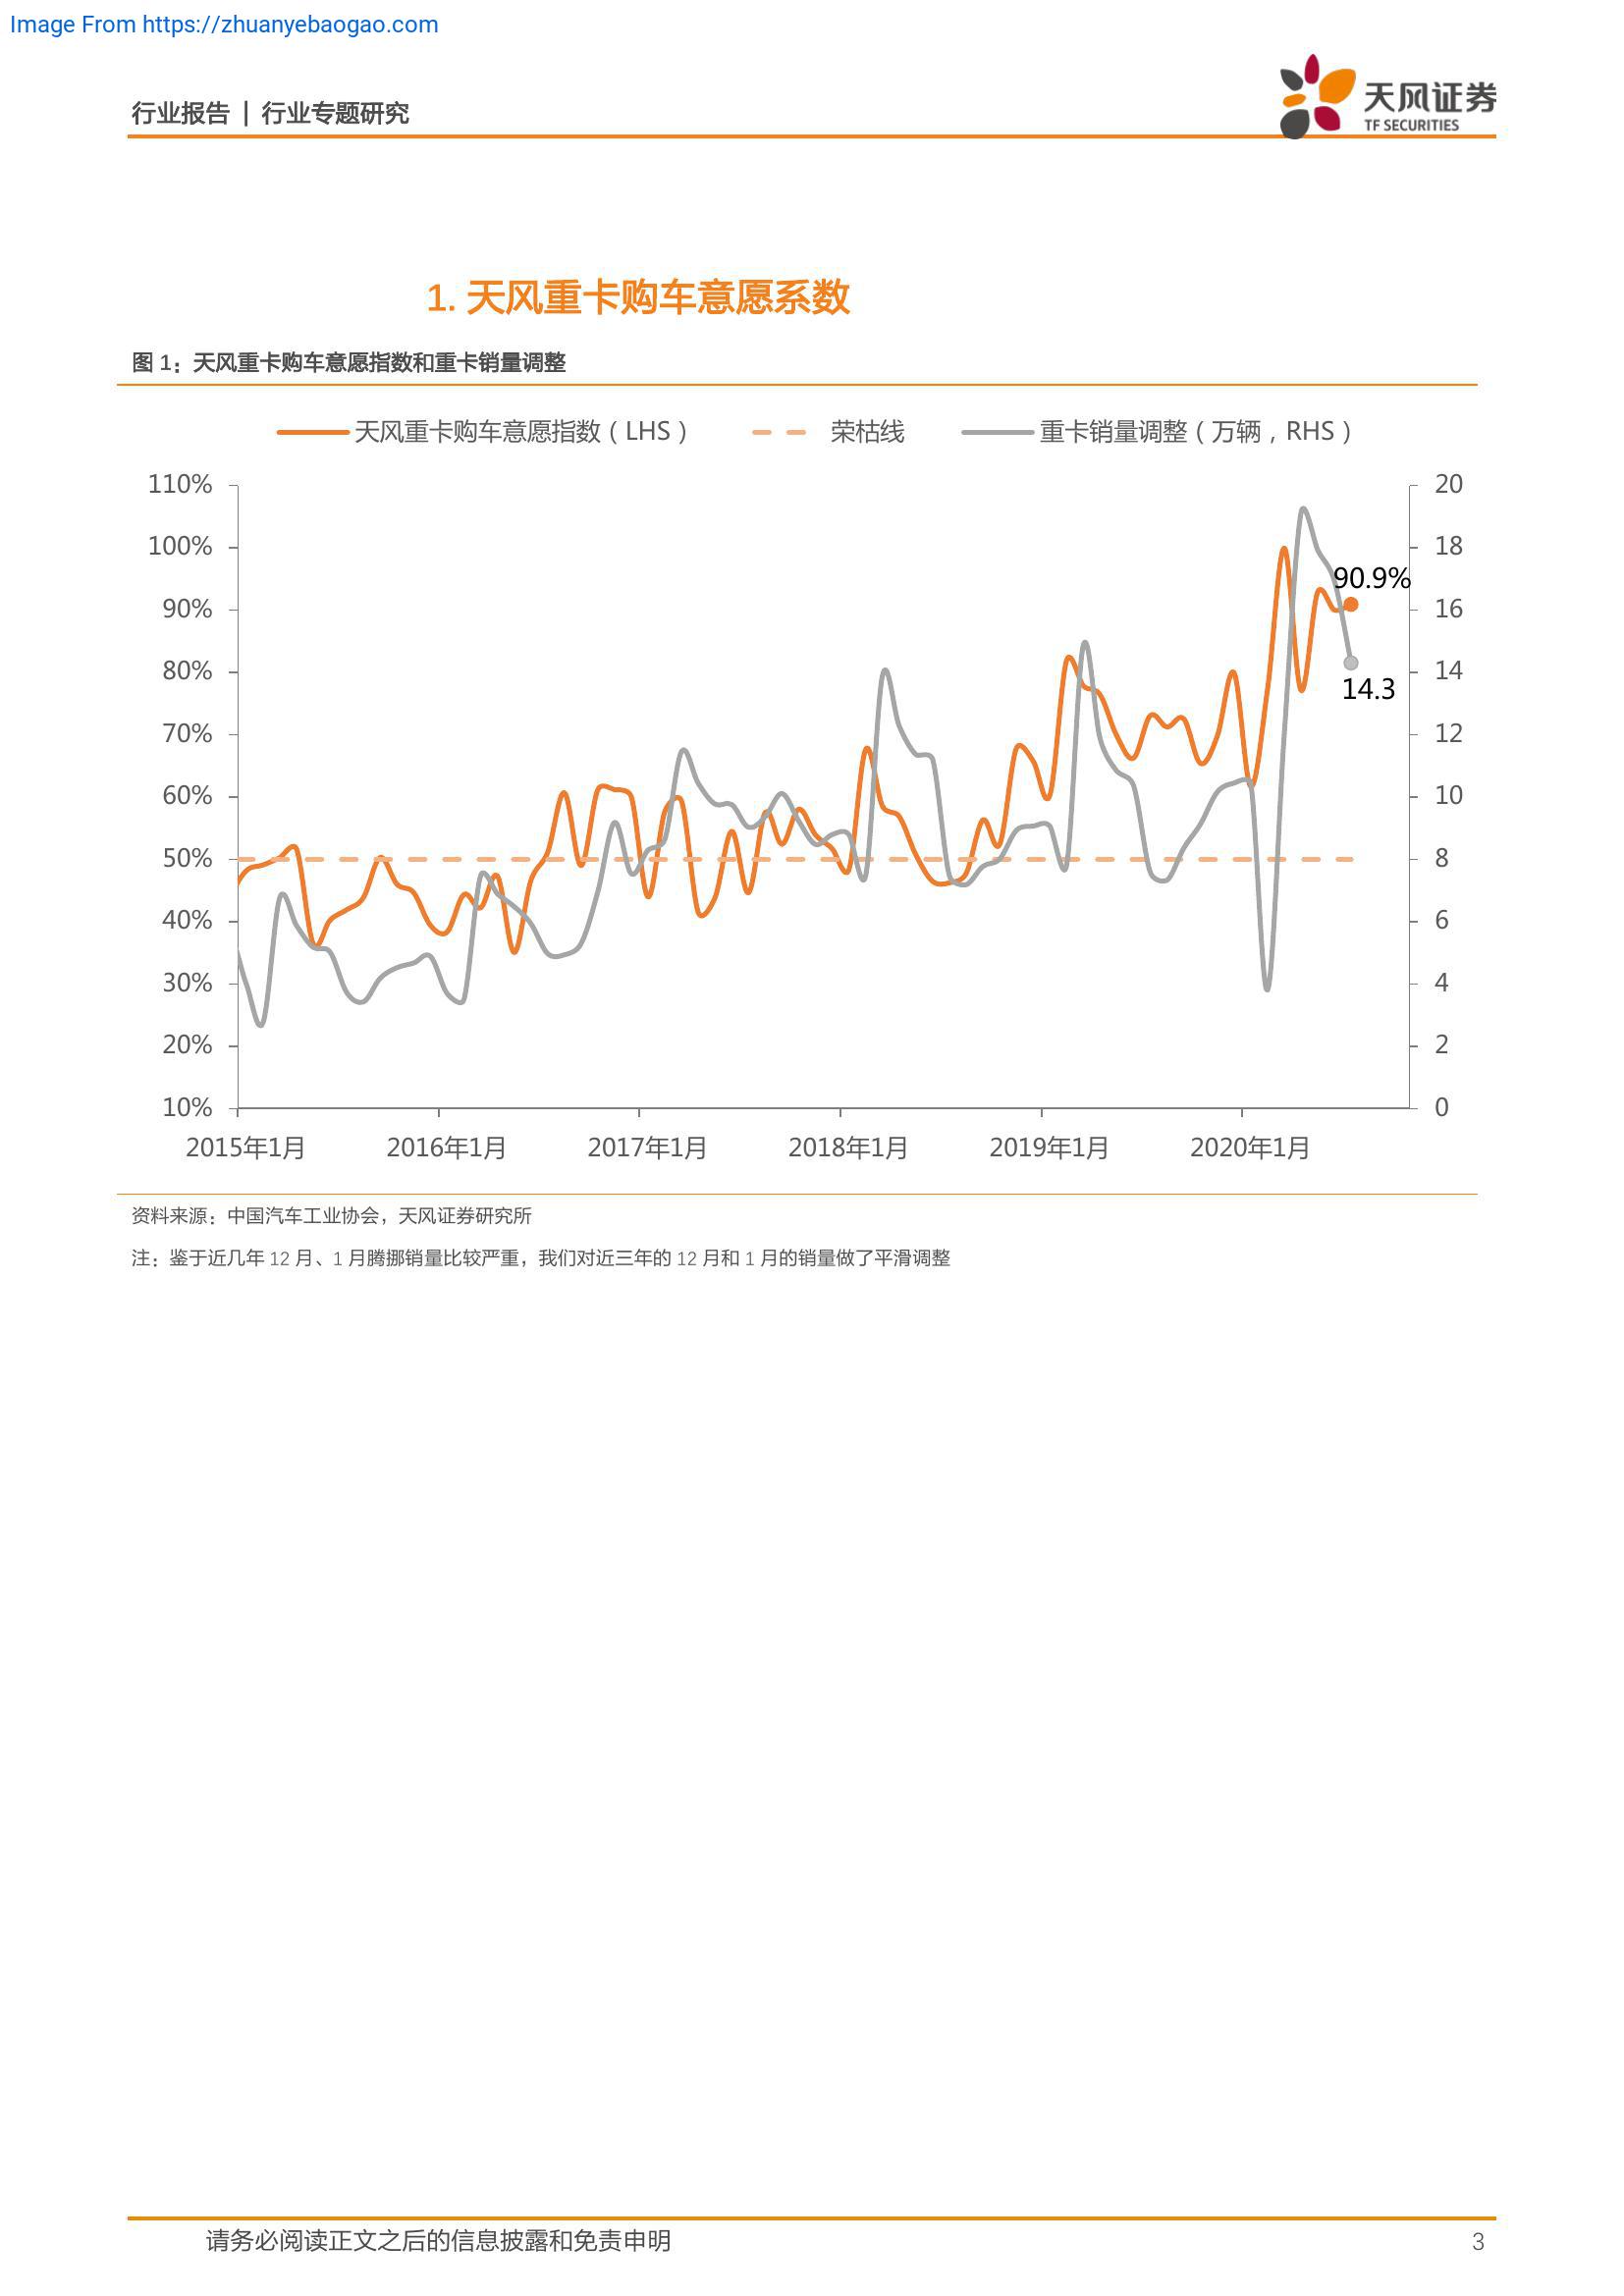 Image From https://zhuanyebaogao.com
行业报告 | 行业专题研究
天风证券
TF SECURITIES
1. 天风重卡购车意愿系数
图 1：天风重卡购车意愿指数和重卡销量调整
天风重卡购车意愿指数（LHS） 荣枯线 重卡销量调整（万辆，RHS）
110% 20
100% 18
90.9%
90% 16
80% 14
14.3
70% 12
60% 10
50% 8
40% 6
30% 4
20% 2
10% 0
2015年1月 2016年1月 2017年1月 2018年1月 2019年1月 2020年1月
资料来源：中国汽车工业协会，天风证券研究所
注：鉴于近几年 12 月、1 月腾挪销量比较严重，我们对近三年的 12 月和 1 月的销量做了平滑调整
请务必阅读正文之后的信息披露和免责申明 3